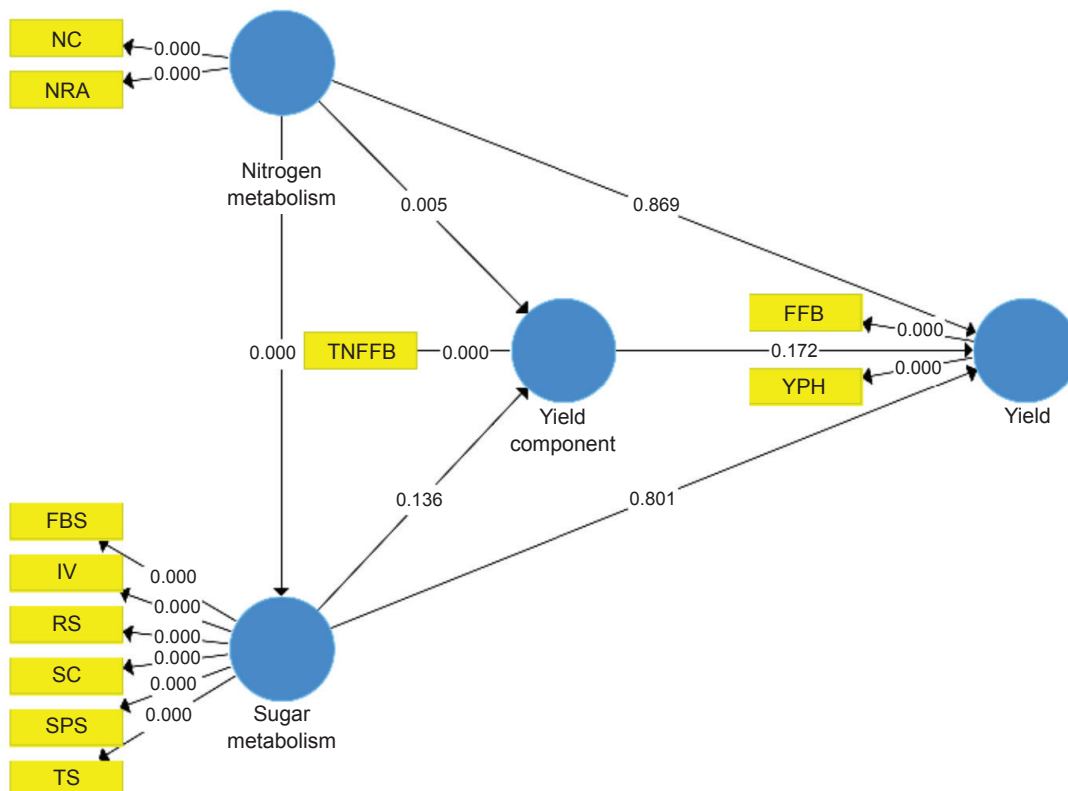 NC
0.000
NRA
0.000
Nitrogen
metabolism
0.005
0.869
FFB
0.000
0.000
TNFFB
0.000
0.172
YPH
0.000
Yield
component
Yield
0.136
0.801
FBS
0.000
IV
0.000
RS
0.000
SC
0.000
SPS
0.000
TS
0.000
Sugar
metabolism